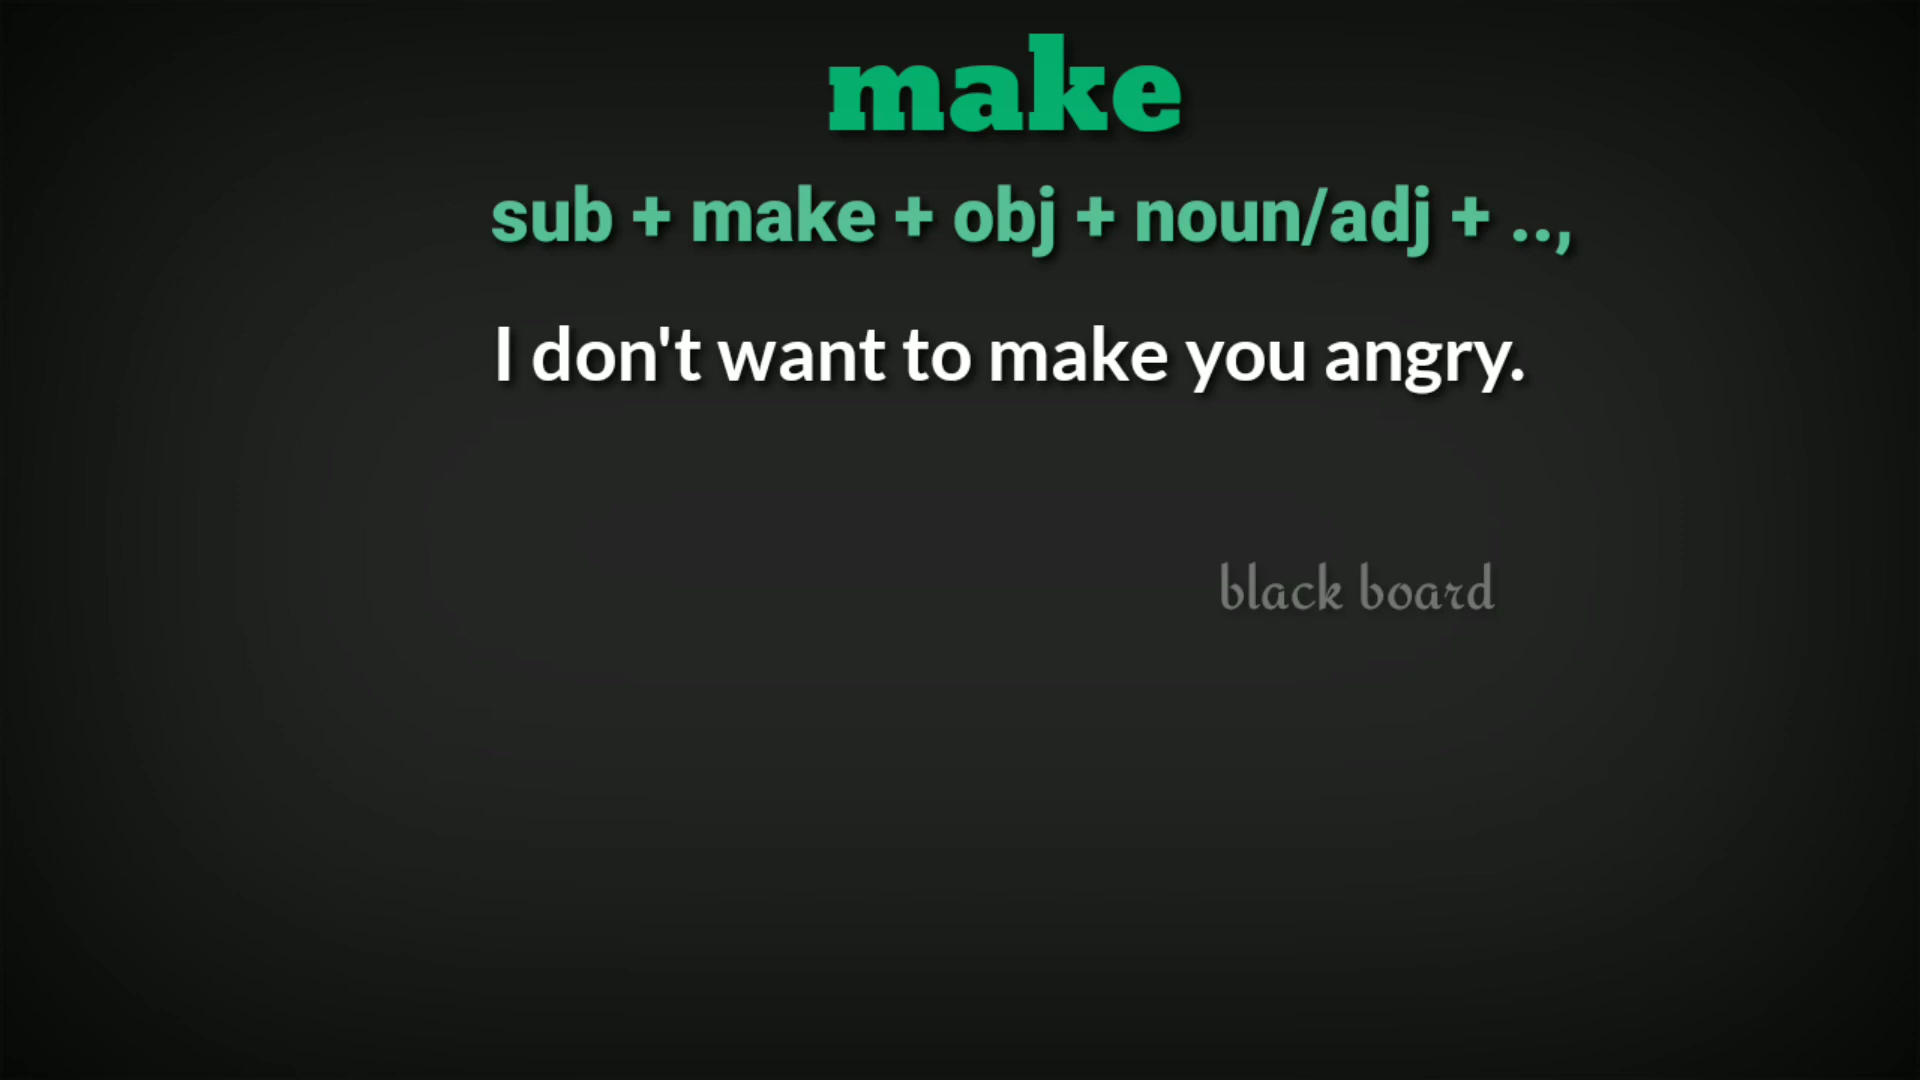 make
sub + make + obj + noun/adj + ..,
I don't want to make you angry.
black board